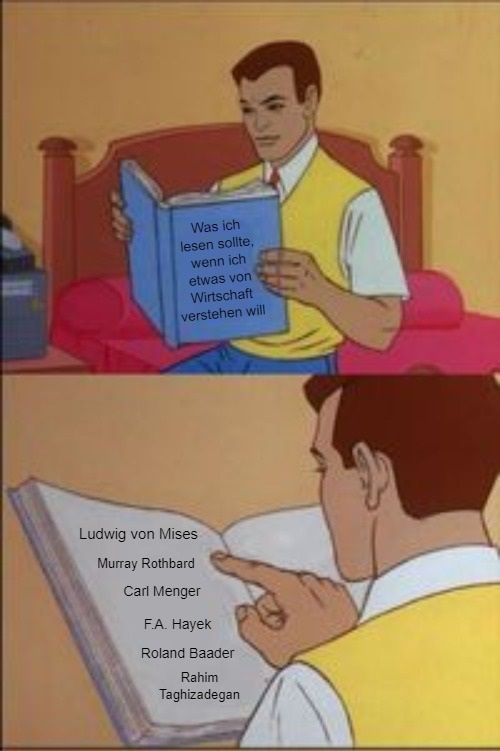 Was ich
lesen sollte,
wenn ich
etwas von
Wirtschaft
verstehen will
Ludwig von Mises
Murray Rothbard
Carl Menger
F.A. Hayek
Roland Baader
Rahim
Taghizadegan